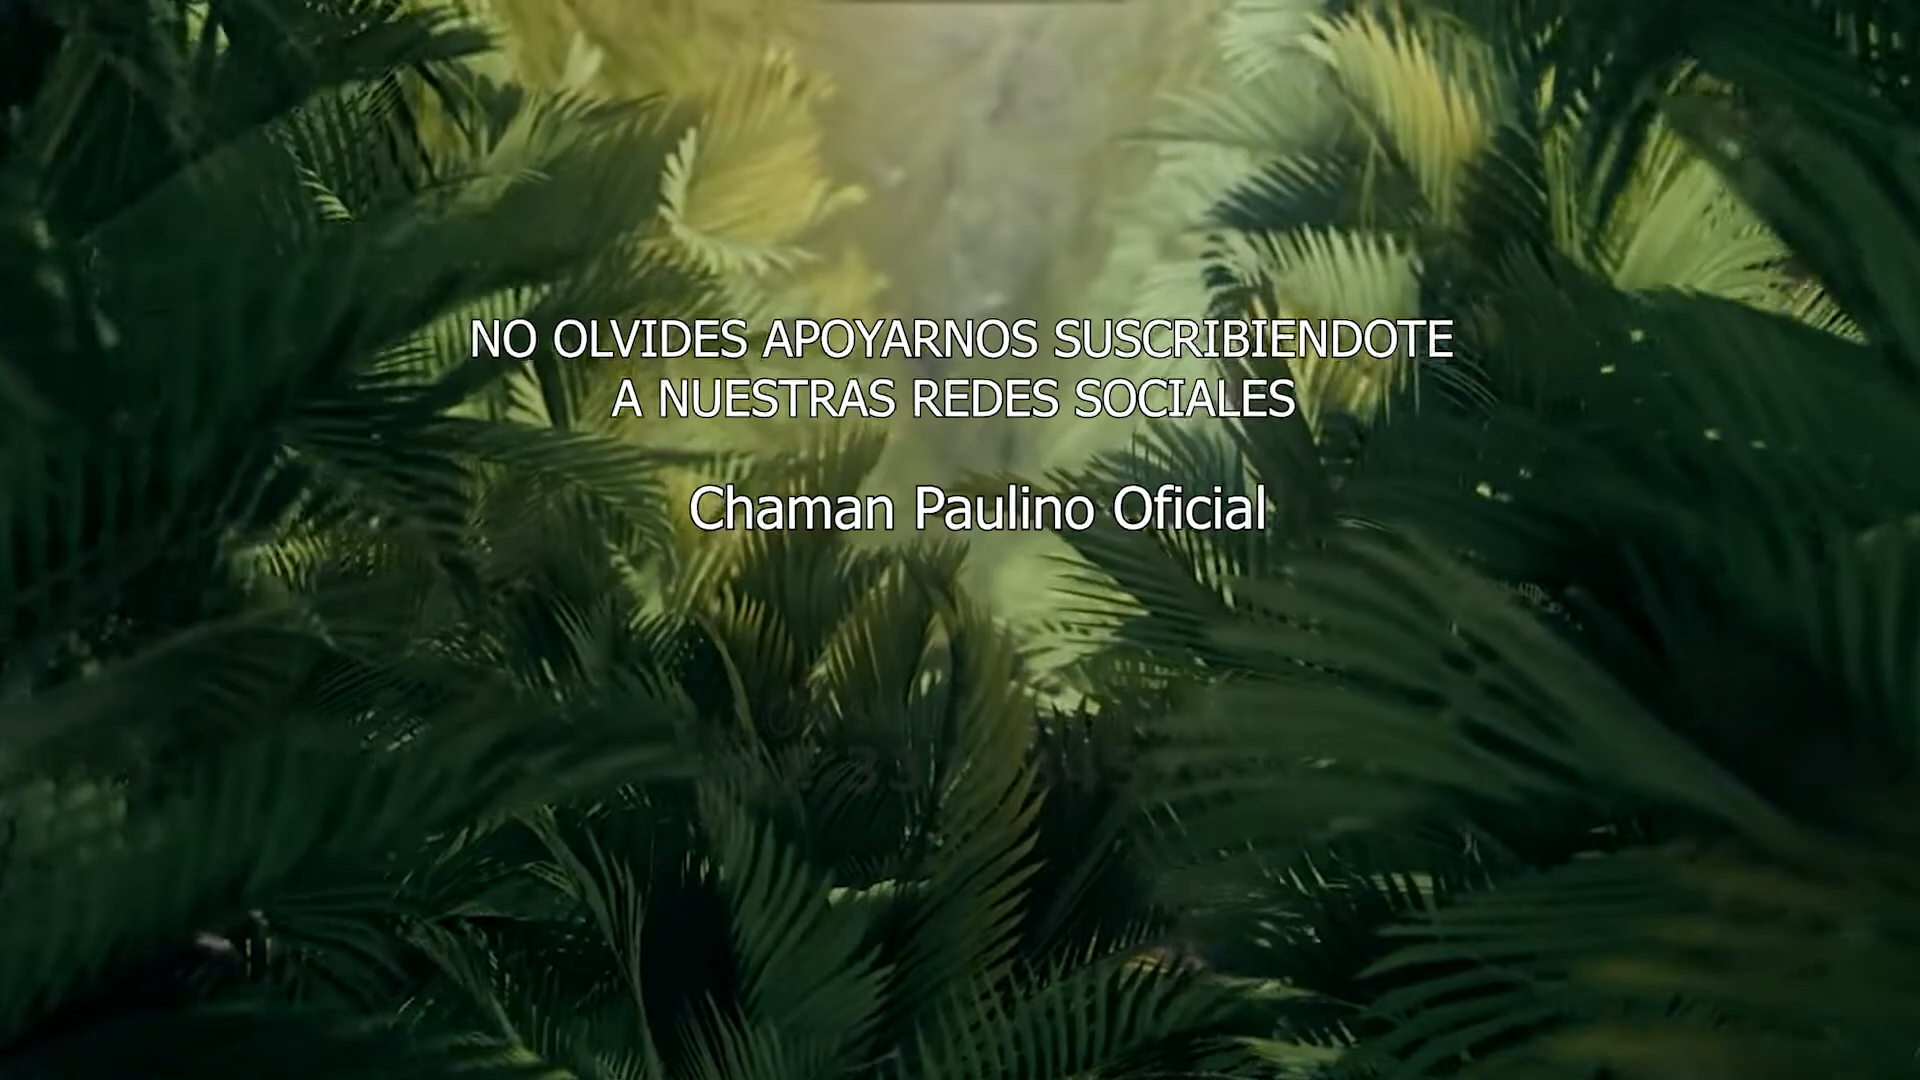 NO OLVIDES APOYARNOS SUSCRIBIENDOTE
A NUESTRAS REDES SOCIALES
Chaman Paulino Oficial